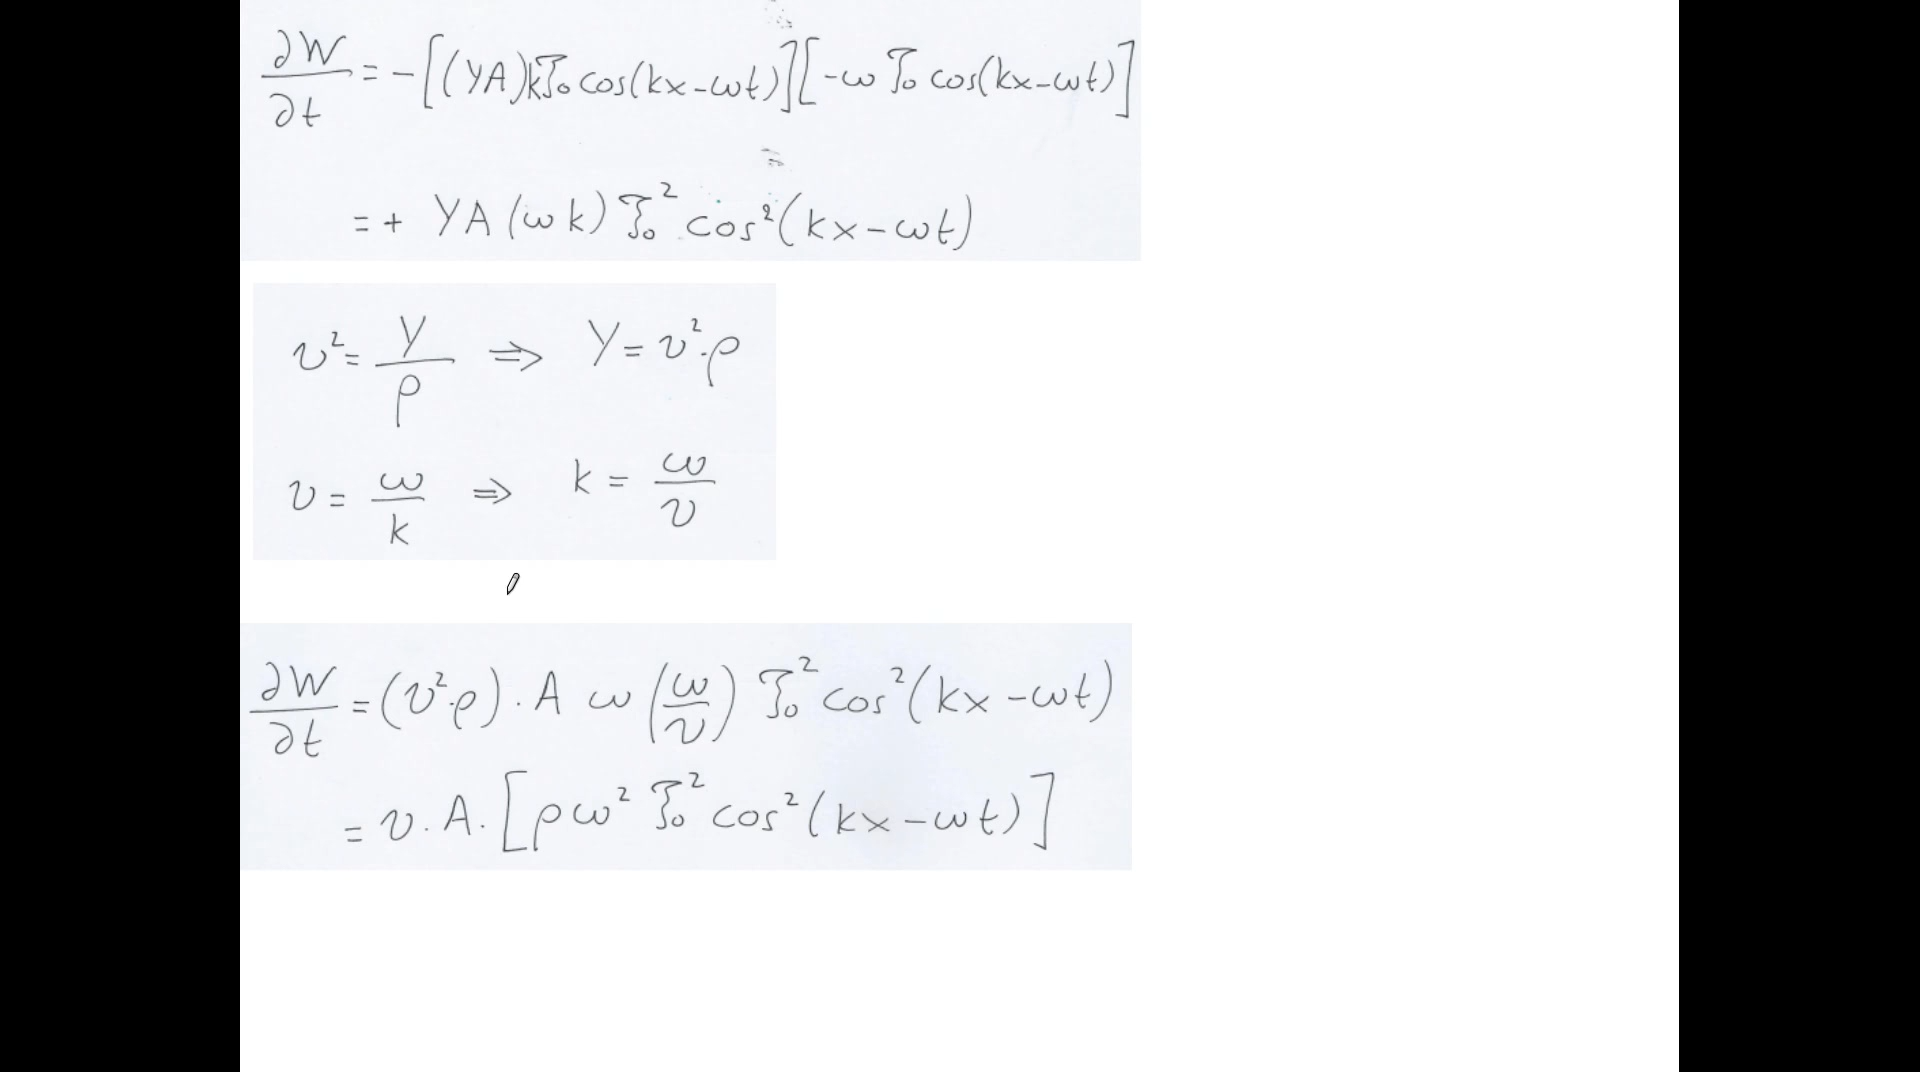 ∂W/∂t = -[(YA)kξ₀ cos(kx-ωt)][-ω ξ₀ cos(kx-ωt)]
= + YA(ωk) ξ₀² cos²(kx-ωt)
v² = Y/ρ ⇒ Y = v²·ρ
v = ω/k ⇒ k = ω/v
∂W/∂t = (v²·ρ)·A ω (ω/v) ξ₀² cos²(kx-ωt)
= v·A·[ρω² ξ₀² cos²(kx-ωt)]